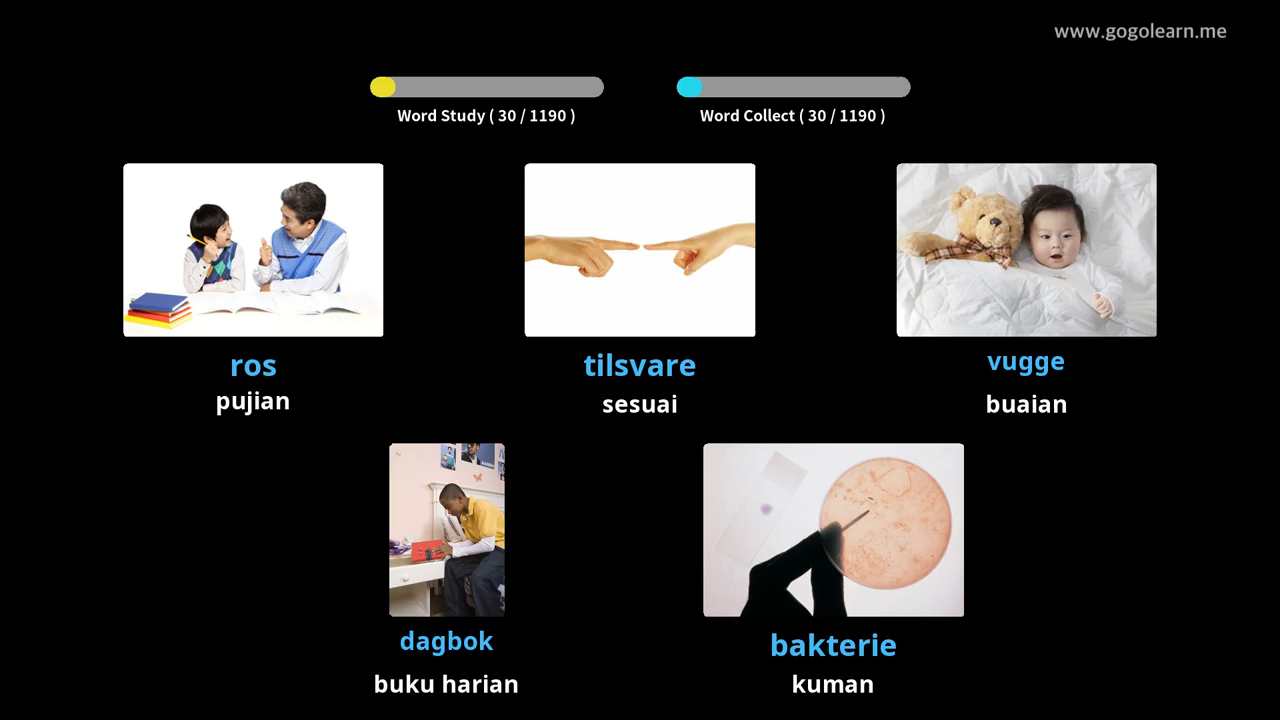 www.gogolearn.me
Word Study ( 30 / 1190 )
Word Collect ( 30 / 1190 )
ros
pujian
tilsvare
sesuai
vugge
buaian
dagbok
buku harian
bakterie
kuman